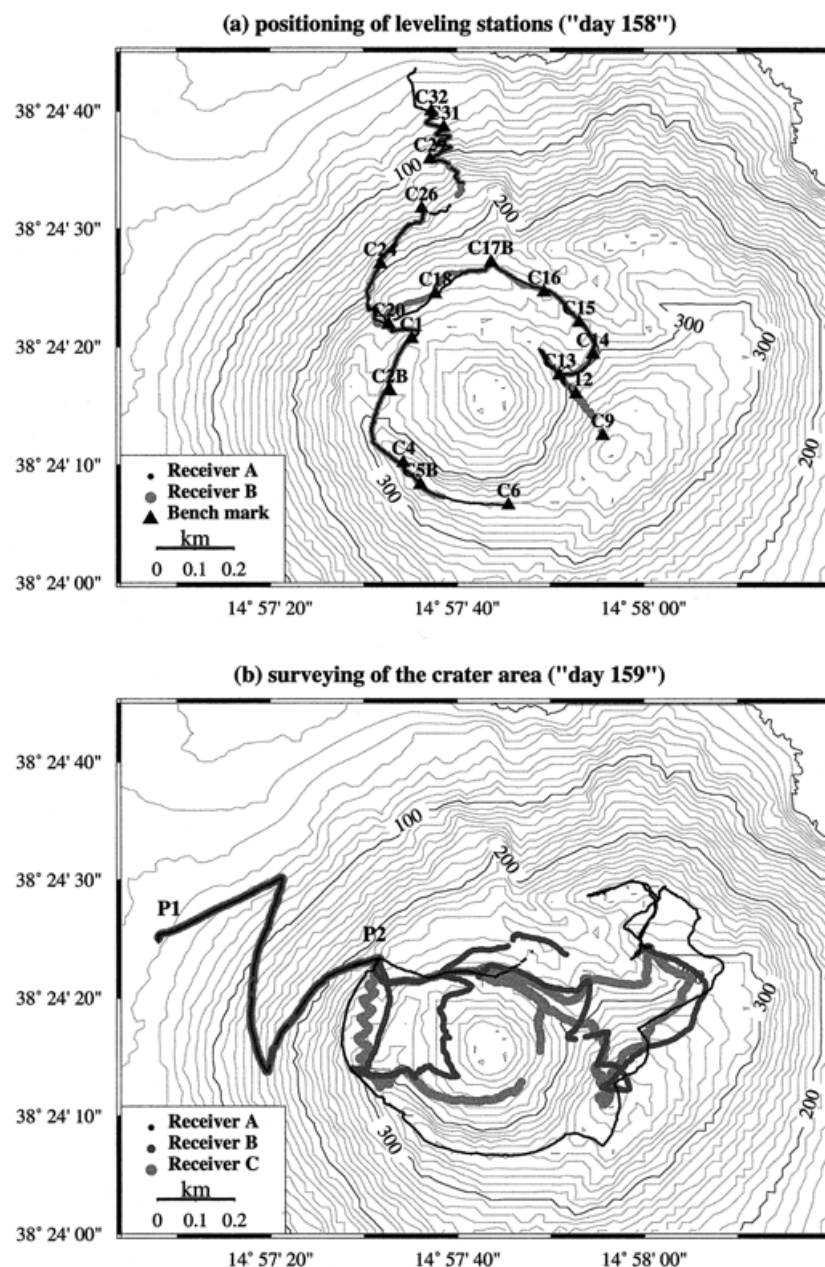 (a) positioning of leveling stations ("day 158")
38° 24' 40"
38° 24' 30"
38° 24' 20"
38° 24' 10"
38° 24' 00"
C32
C31
100
C26
200
C24
C17B
C18
C16
C20
C15
C1
300
C14
300
C13
C2B
12
C9
C4
200
C5B
300
C6
Receiver A
Receiver B
Bench mark
km
0 0.1 0.2
14° 57' 20" 14° 57' 40" 14° 58' 00"
(b) surveying of the crater area ("day 159")
38° 24' 40"
38° 24' 30"
38° 24' 20"
38° 24' 10"
38° 24' 00"
100
200
P1
P2
300
200
300
Receiver A
Receiver B
Receiver C
km
0 0.1 0.2
14° 57' 20" 14° 57' 40" 14° 58' 00"